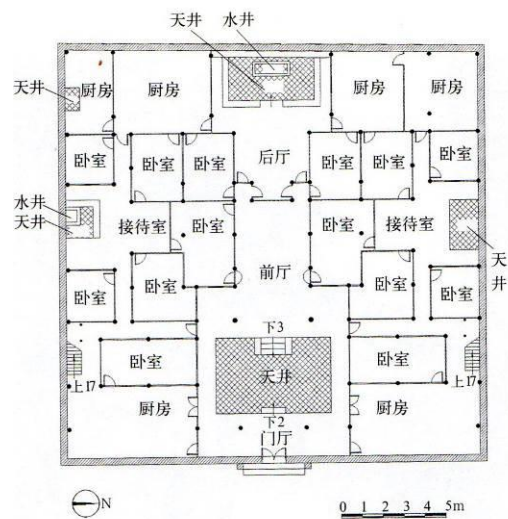 天井 水井
天井 厨房 厨房 厨房 厨房
卧室 卧室 卧室 后厅 卧室 卧室 卧室
水井
天井 接待室 卧室 卧室 接待室
天井
前厅
卧室 卧室 卧室 卧室
下3
卧室 天井 卧室
上17 上17
厨房 下2 厨房
门厅
N
0 1 2 3 4 5m